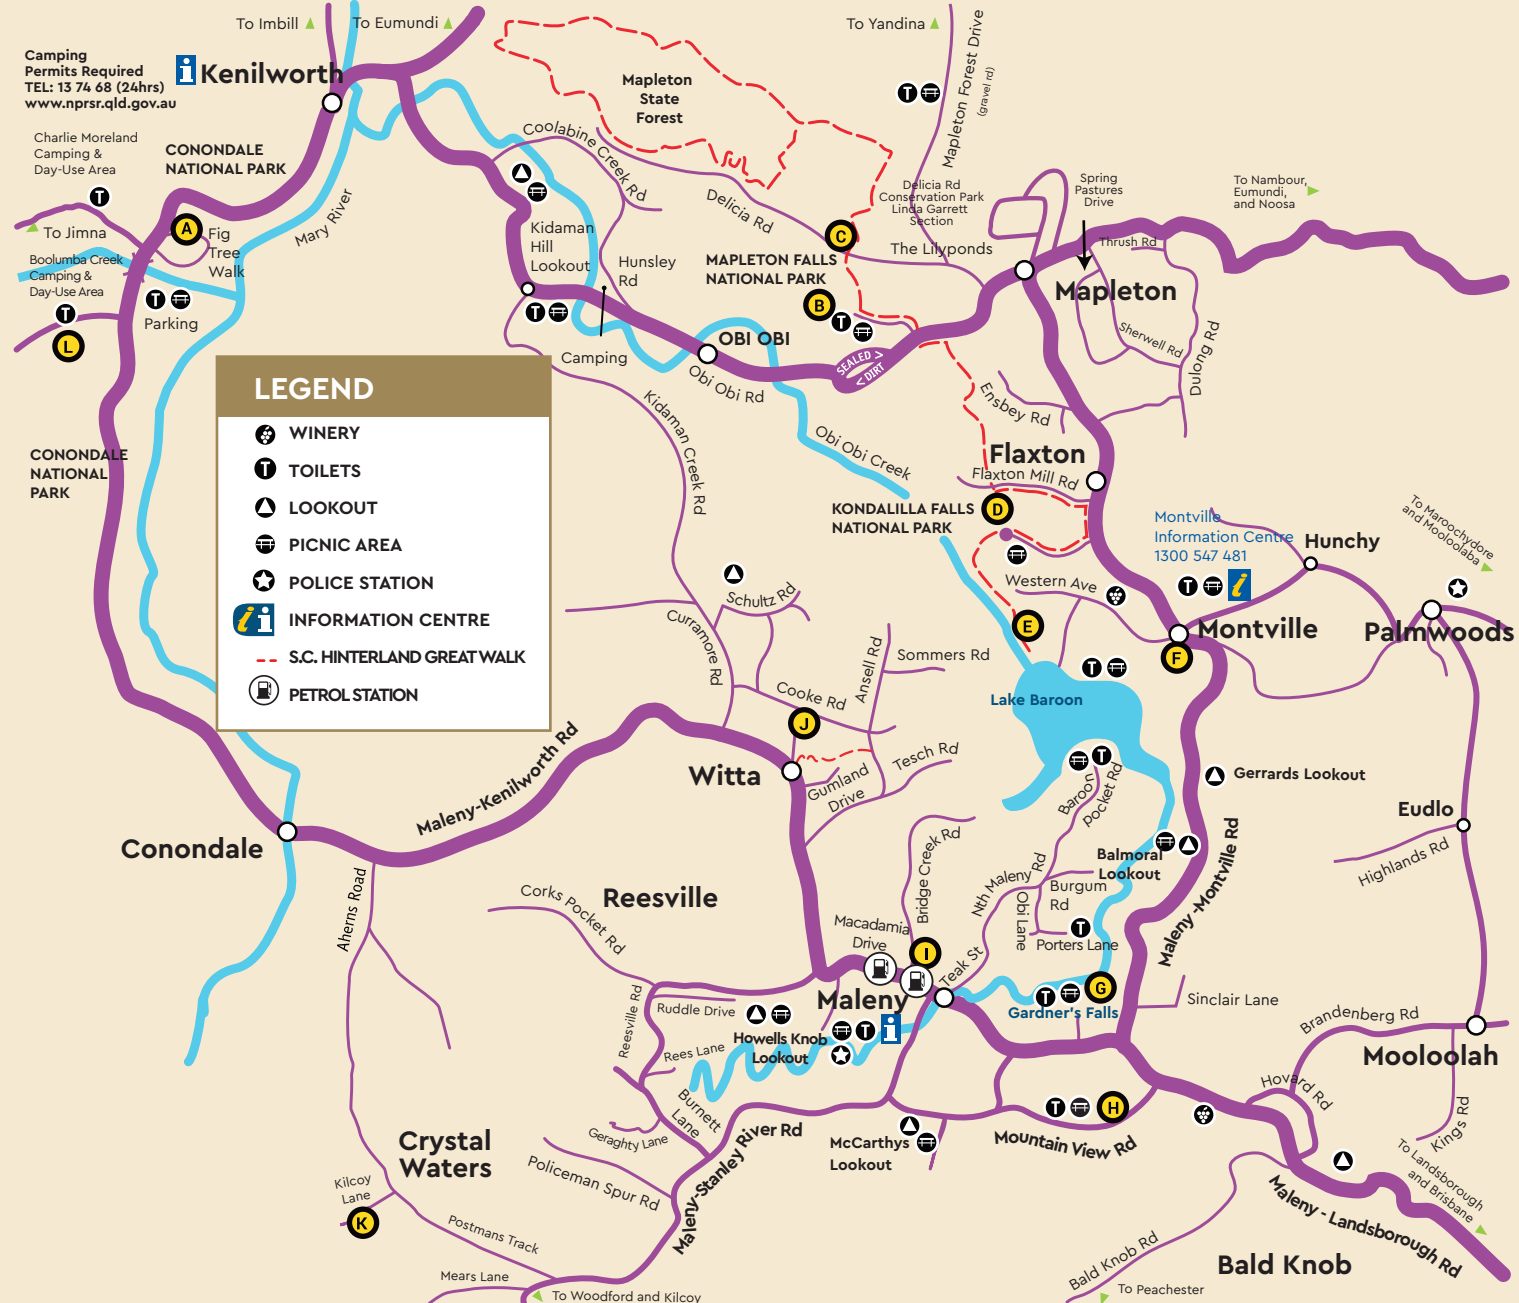 To Imbill
To Eumundi
To Yandina
Mapleton Forest Drive
(gravel rd)
Camping
Permits Required
TEL: 13 74 68 (24hrs)
www.nprsr.qld.gov.au
i
Kenilworth
Mapleton
State
Forest
T
Charlie Moreland
Camping &
Day-Use Area
CONONDALE
NATIONAL PARK
Coolabine Creek Rd
T
Delicia Rd
Delicia Rd
Conservation Park
Linda Garrett
Section
Spring
Pastures
Drive
To Nambour,
Eumundi,
and Noosa
Mary River
To Jimna
A
Fig
Tree
Walk
Kidaman
Hill
Lookout
C
The Lilyponds
Thrush Rd
Boolumba Creek
Camping &
Day-Use Area
Hunsley
Rd
MAPLETON FALLS
NATIONAL PARK
Mapleton
T
T
Parking
T
B
T
L
Camping
OBI OBI
SEALED >
< DIRT
Sherwell Rd
Dulong Rd
Obi Obi Rd
Ensbey Rd
LEGEND
WINERY
T
TOILETS
LOOKOUT
PICNIC AREA
POLICE STATION
i i
INFORMATION CENTRE
S.C. HINTERLAND GREAT WALK
PETROL STATION
CONONDALE
NATIONAL
PARK
Kidaman Creek Rd
Obi Obi Creek
Flaxton
Flaxton Mill Rd
KONDALILLA FALLS
NATIONAL PARK
D
Montville
Information Centre
1300 547 481
Hunchy
To Maroochydore
and Mooloolaba
Western Ave
T
i
Schultz Rd
Curramore Rd
E
Montville
F
Palmwoods
Ansell Rd
Sommers Rd
T
Cooke Rd
J
Lake Baroon
Maleny-Kenilworth Rd
Witta
Tesch Rd
Gumland
Drive
T
Baroon
pocket Rd
Gerrards Lookout
Eudlo
Highlands Rd
Conondale
Balmoral
Lookout
Maleny -Montville Rd
Bridge Creek Rd
Nth Maleny Rd
Burgum
Rd
Obi Lane
T
Porters Lane
Aherns Road
Reesville
Corks Pocket Rd
Macadamia
Drive
I
Teak St
Maleny
T
G
Gardner's Falls
Sinclair Lane
Brandenberg Rd
Mooloolah
Reesville Rd
Ruddle Drive
Howells Knob
Lookout
T
i
Rees Lane
Burnett
Lane
Geraghty Lane
Hovard Rd
Kings Rd
T
H
Mountain View Rd
McCarthys
Lookout
Crystal
Waters
Policeman Spur Rd
Maleny-Stanley River Rd
To Landsborough
and Brisbane
Maleny - Landsborough Rd
Kilcoy
Lane
K
Postmans Track
Mears Lane
To Woodford and Kilcoy
Bald Knob Rd
Bald Knob
To Peachester